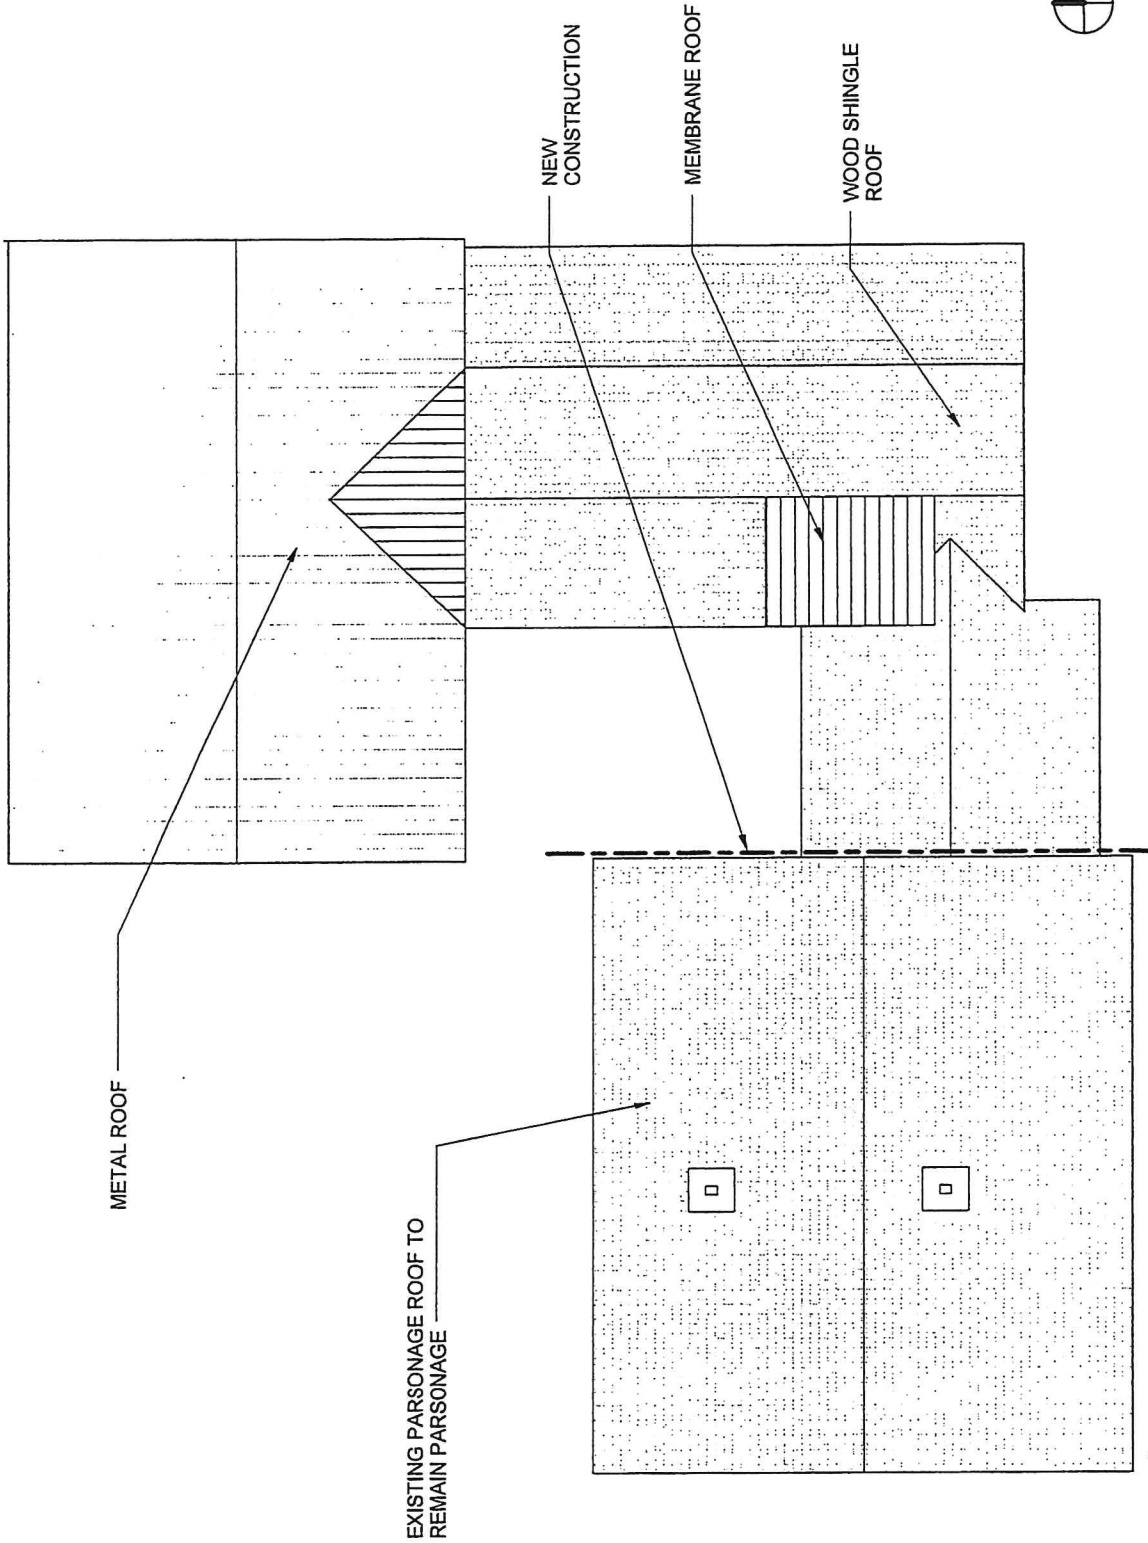 METAL ROOF
EXISTING PARSONAGE ROOF TO
REMAIN PARSONAGE
NEW
CONSTRUCTION
MEMBRANE ROOF
WOOD SHINGLE
ROOF